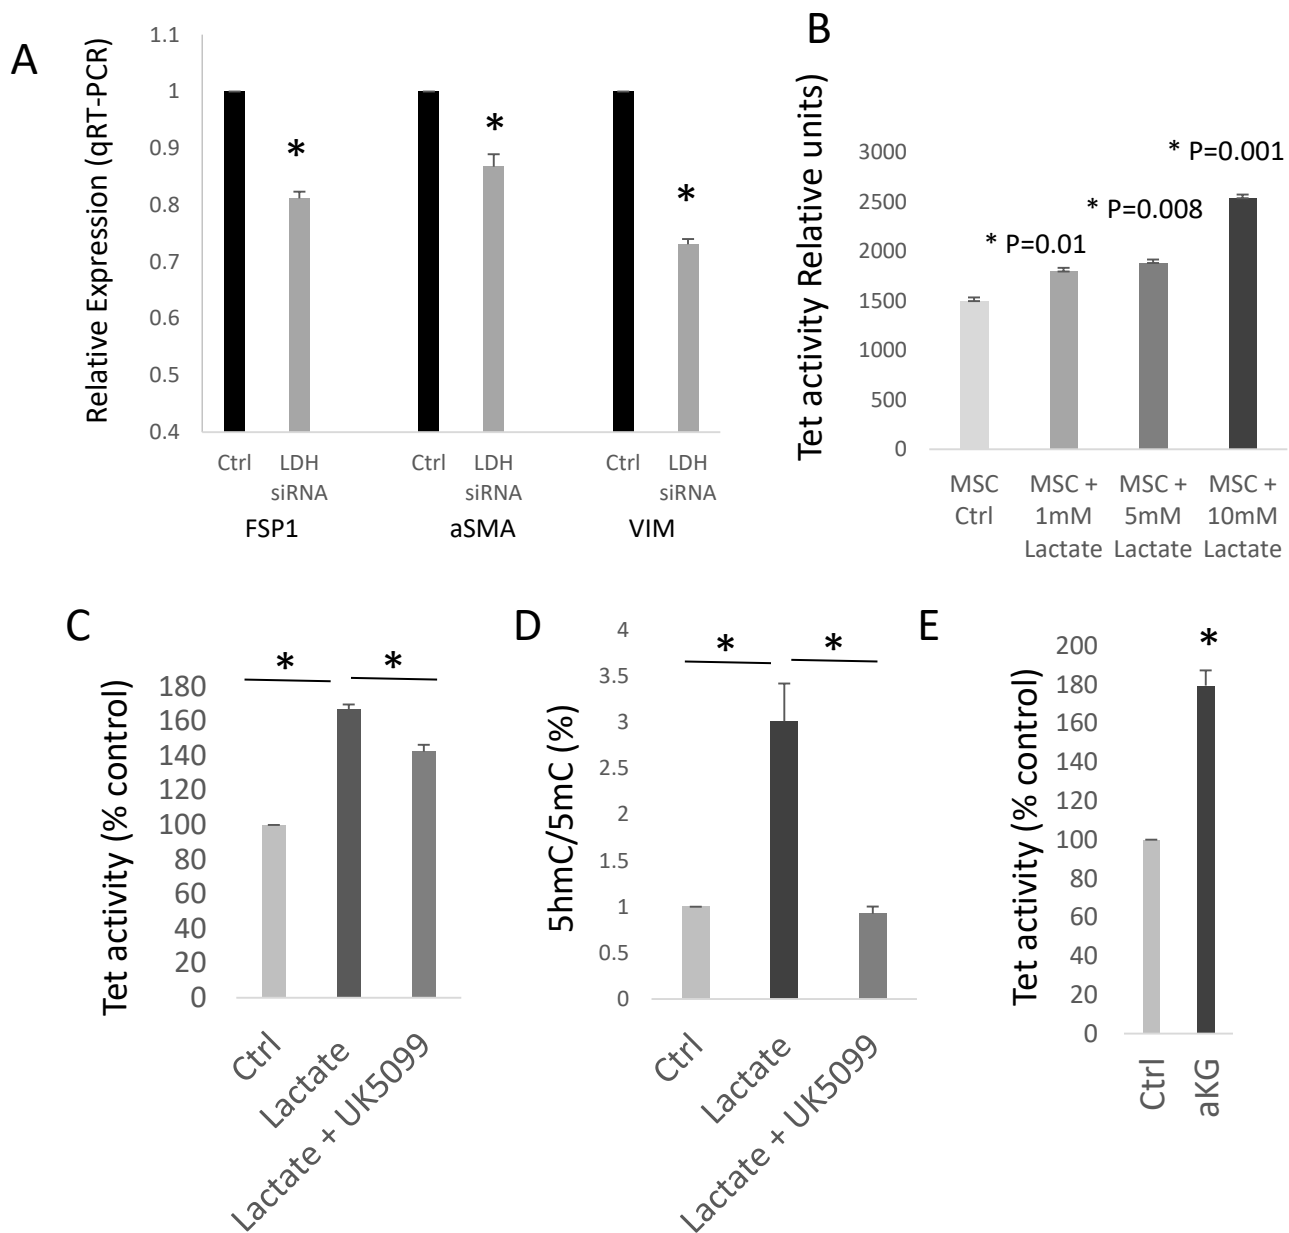 A
Relative Expression (qRT-PCR)
1.1
1
0.9
0.8
0.7
0.6
0.5
0.4
*
*
*
Ctrl LDH siRNA
Ctrl LDH siRNA
Ctrl LDH siRNA
FSP1
aSMA
VIM
B
Tet activity Relative units)
3000
2500
2000
1500
1000
500
0
* P=0.01
* P=0.008
* P=0.001
MSC Ctrl
MSC + 1mM Lactate
MSC + 5mM Lactate
MSC + 10mM Lactate
C
Tet activity (% control)
180
160
140
120
100
80
60
40
20
0
*
*
Ctrl
Lactate
Lactate + UK5099
D
5hmC/5mC (%)
4
3.5
3
2.5
2
1.5
1
0.5
0
*
*
Ctrl
Lactate
Lactate + UK5099
E
Tet activity (% control)
200
180
160
140
120
100
80
60
40
20
0
*
Ctrl
aKG